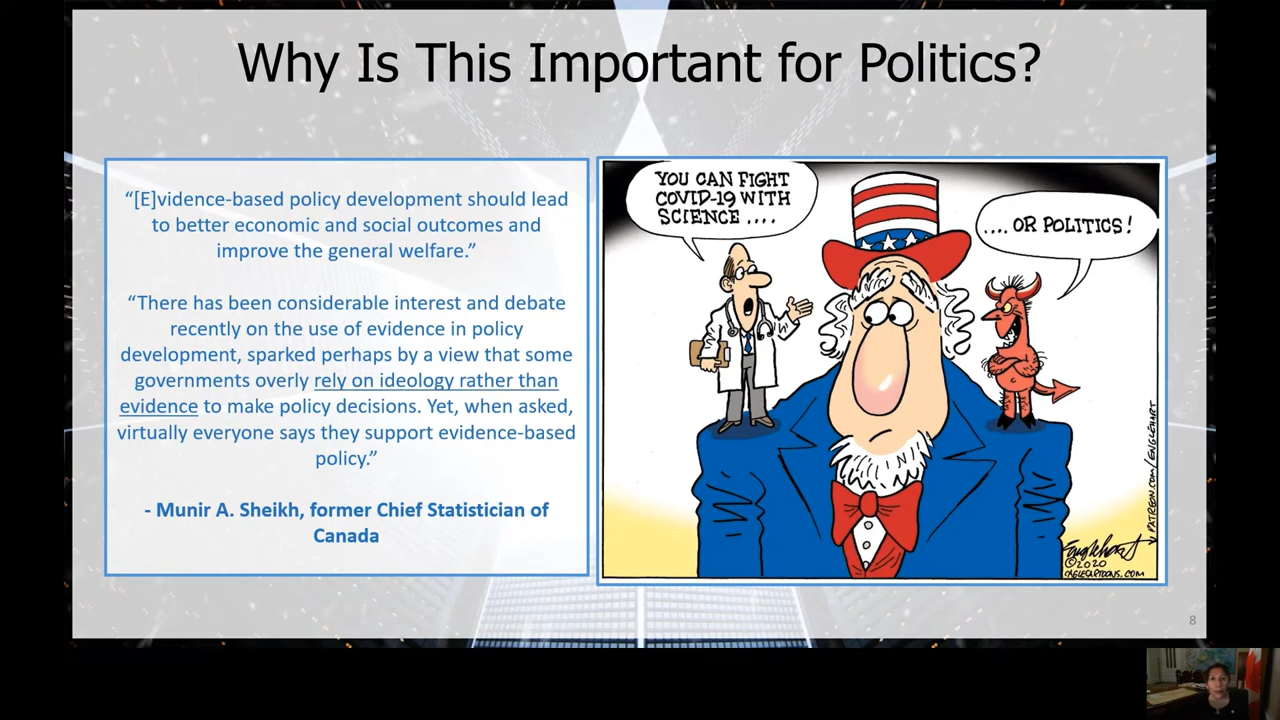 Why Is This Important for Politics?
“[E]vidence-based policy development should lead
to better economic and social outcomes and
improve the general welfare.”
“There has been considerable interest and debate
recently on the use of evidence in policy
development, sparked perhaps by a view that some
governments overly rely on ideology rather than
evidence to make policy decisions. Yet, when asked,
virtually everyone says they support evidence-based
policy.”
- Munir A. Sheikh, former Chief Statistician of
Canada
YOU CAN FIGHT
COVID-19 WITH
SCIENCE ....
.... OR POLITICS!
PATREON.COM/ENGLEHART
Englehart
©2020
CAGLECARTOONS.COM
8